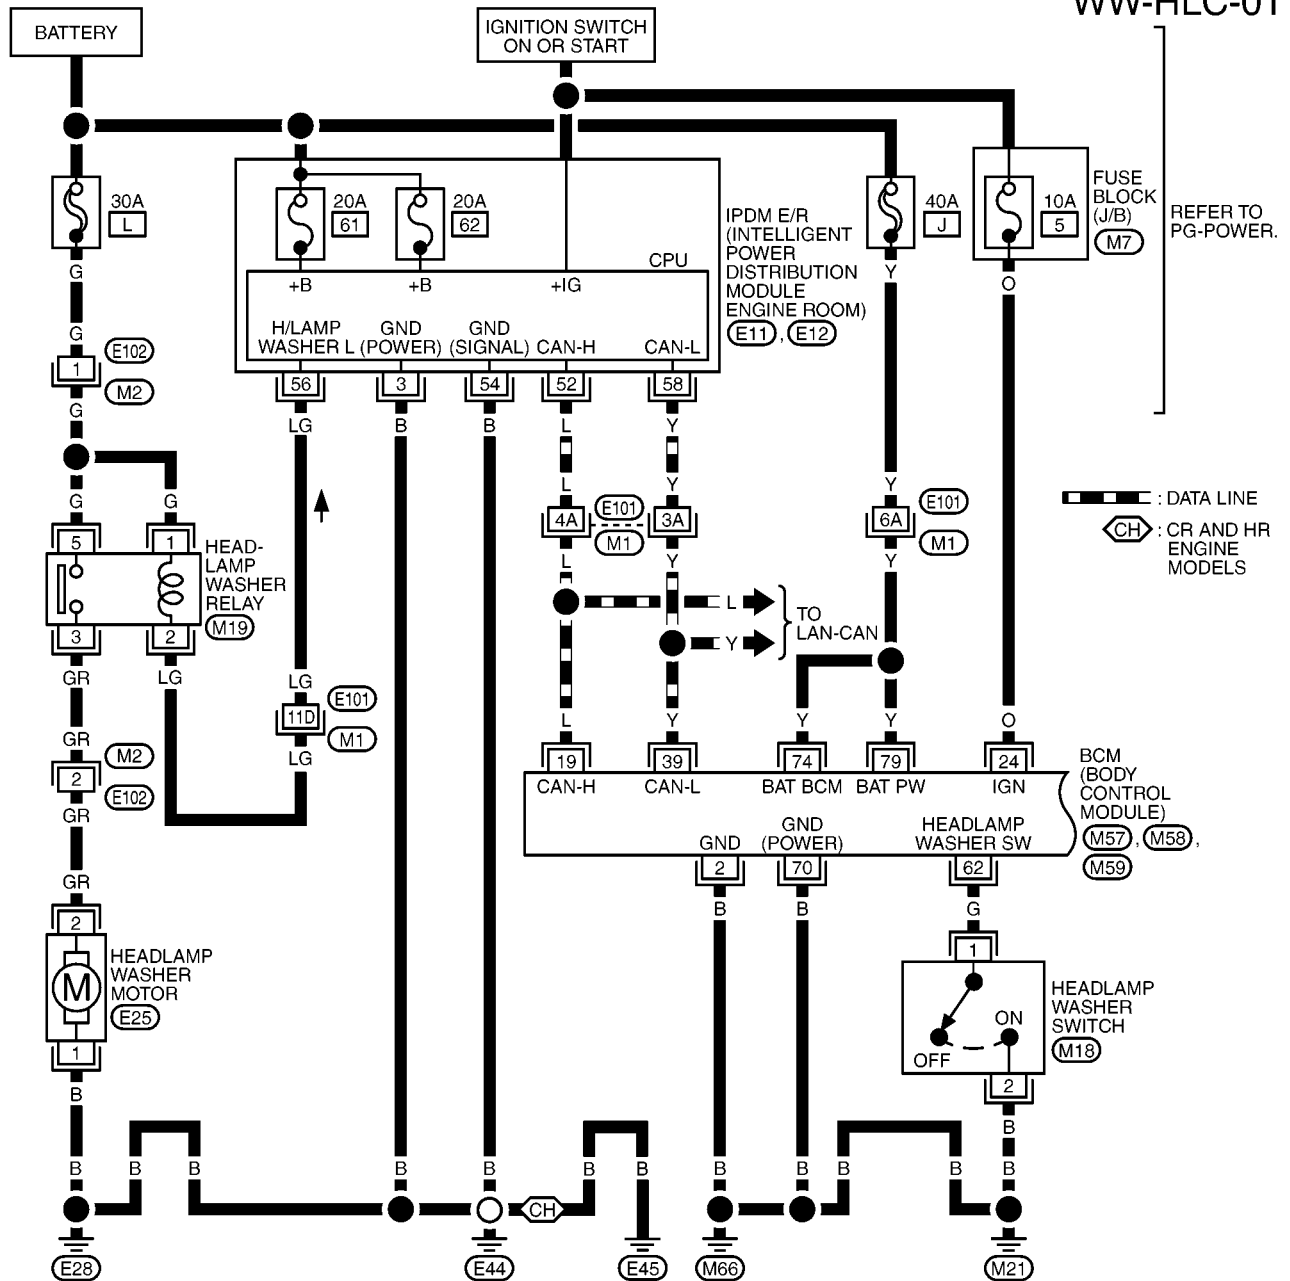 WW-HLC-01
BATTERY
IGNITION SWITCH
ON OR START
30A
L
20A
61
20A
62
CPU
+B
+B
+IG
H/LAMP
WASHER L
GND
(POWER)
GND
(SIGNAL)
CAN-H
CAN-L
IPDM E/R
(INTELLIGENT
POWER
DISTRIBUTION
MODULE
ENGINE ROOM)
E11 , E12
40A
J
10A
5
FUSE
BLOCK
(J/B)
M7
REFER TO
PG-POWER.
G
Y
O
G
1
E102
M2
G
56
3
54
52
58
LG
B
B
L
Y
G
G
L
Y
Y
5
1
4A
E101
M1
3A
6A
E101
M1
: DATA LINE
CH : CR AND HR
ENGINE
MODELS
HEAD-
LAMP
WASHER
RELAY
M19
L
Y
Y
L
Y
TO
LAN-CAN
3
2
GR
LG
LG
11D
E101
M1
LG
GR
2
M2
E102
GR
GR
L
Y
Y
Y
O
19
39
74
79
24
CAN-H
CAN-L
BAT BCM
BAT PW
IGN
BCM
(BODY
CONTROL
MODULE)
M57 , M58 ,
M59
GND
GND
(POWER)
HEADLAMP
WASHER SW
2
70
62
B
B
G
2
M
1
HEADLAMP
WASHER
MOTOR
E25
1
OFF
ON
2
HEADLAMP
WASHER
SWITCH
M18
B
B
B
B
B
B
B
B
B
B
B
B
B
B
CH
E28
E44
E45
M66
M21